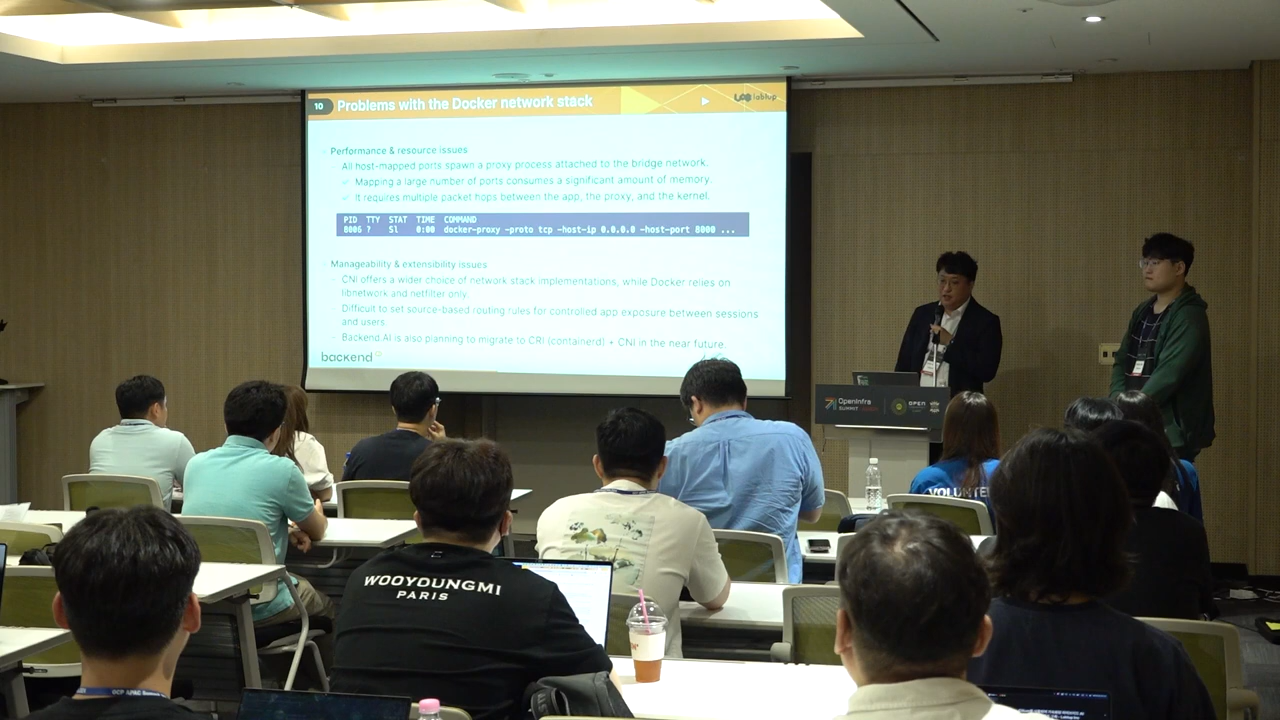 10 Problems with the Docker network stack
lablup
Performance & resource issues
All host-mapped ports spawn a proxy process attached to the bridge network.
Mapping a large number of ports consumes a significant amount of memory.
It requires multiple packet hops between the app, the proxy, and the kernel.
PID TTY STAT TIME COMMAND
8006 ? Sl 0:00 docker-proxy -proto tcp -host-ip 0.0.0.0 -host-port 8000 ...
Manageability & extensibility issues
CNI offers a wider choice of network stack implementations, while Docker relies on
libnetwork and netfilter only.
Difficult to set source-based routing rules for controlled app exposure between sessions
and users.
Backend.AI is also planning to migrate to CRI (containerd) + CNI in the near future.
backend
OpenInfra
SUMMIT
OPEN
VOLUNTE
WOOYOUNGMI
PARIS
OCP APAC Summit